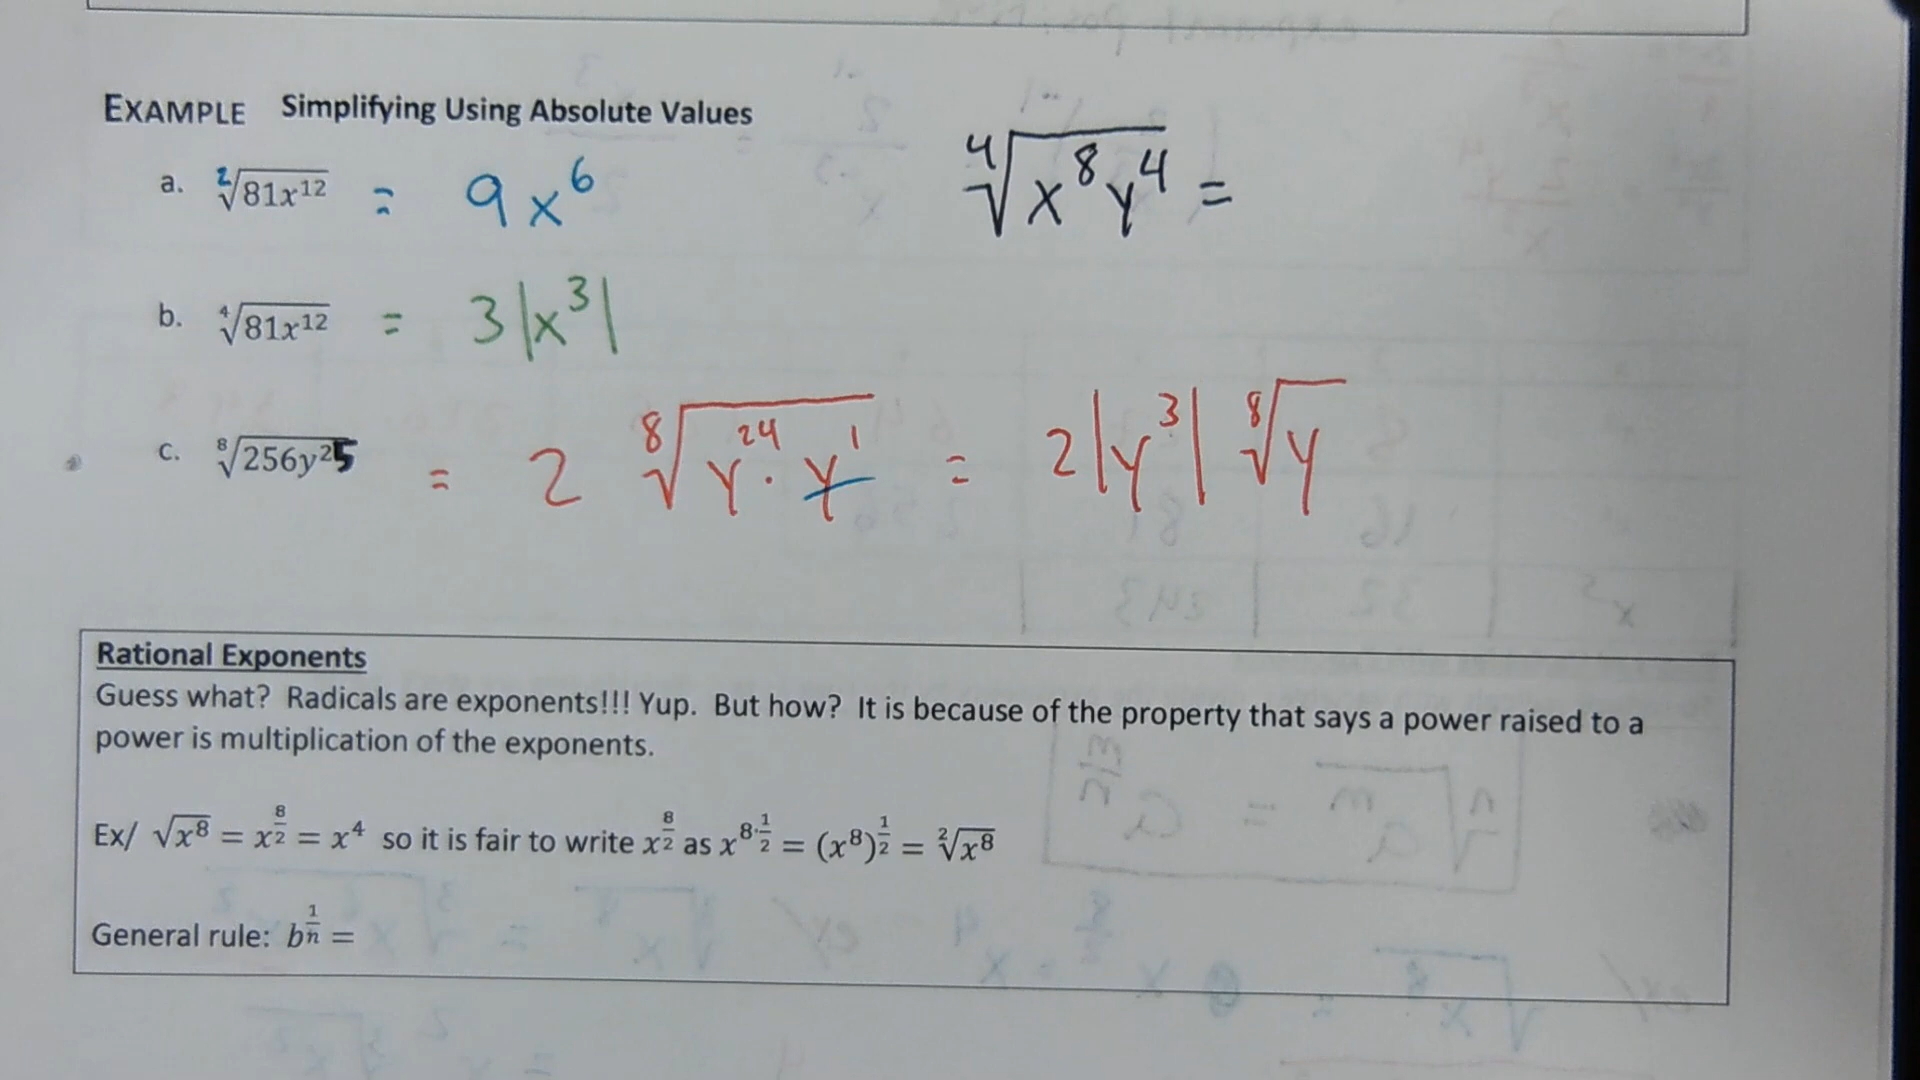 EXAMPLE Simplifying Using Absolute Values
a. ²√(81x¹²) = 9x⁶
⁴√(x⁸y⁴) =
b. ⁴√(81x¹²) = 3|x³|
c. ⁸√(256y²⁵) = 2 ⁸√(y²⁴·y¹) = 2|y³| ⁸√y
Rational Exponents
Guess what? Radicals are exponents!!! Yup. But how? It is because of the property that says a power raised to a
power is multiplication of the exponents.
Ex/ √(x⁸) = x^(8/2) = x⁴ so it is fair to write x^(8/2) as x^(8·1/2) = (x⁸)^(1/2) = ²√(x⁸)
General rule: b^(1/n) =